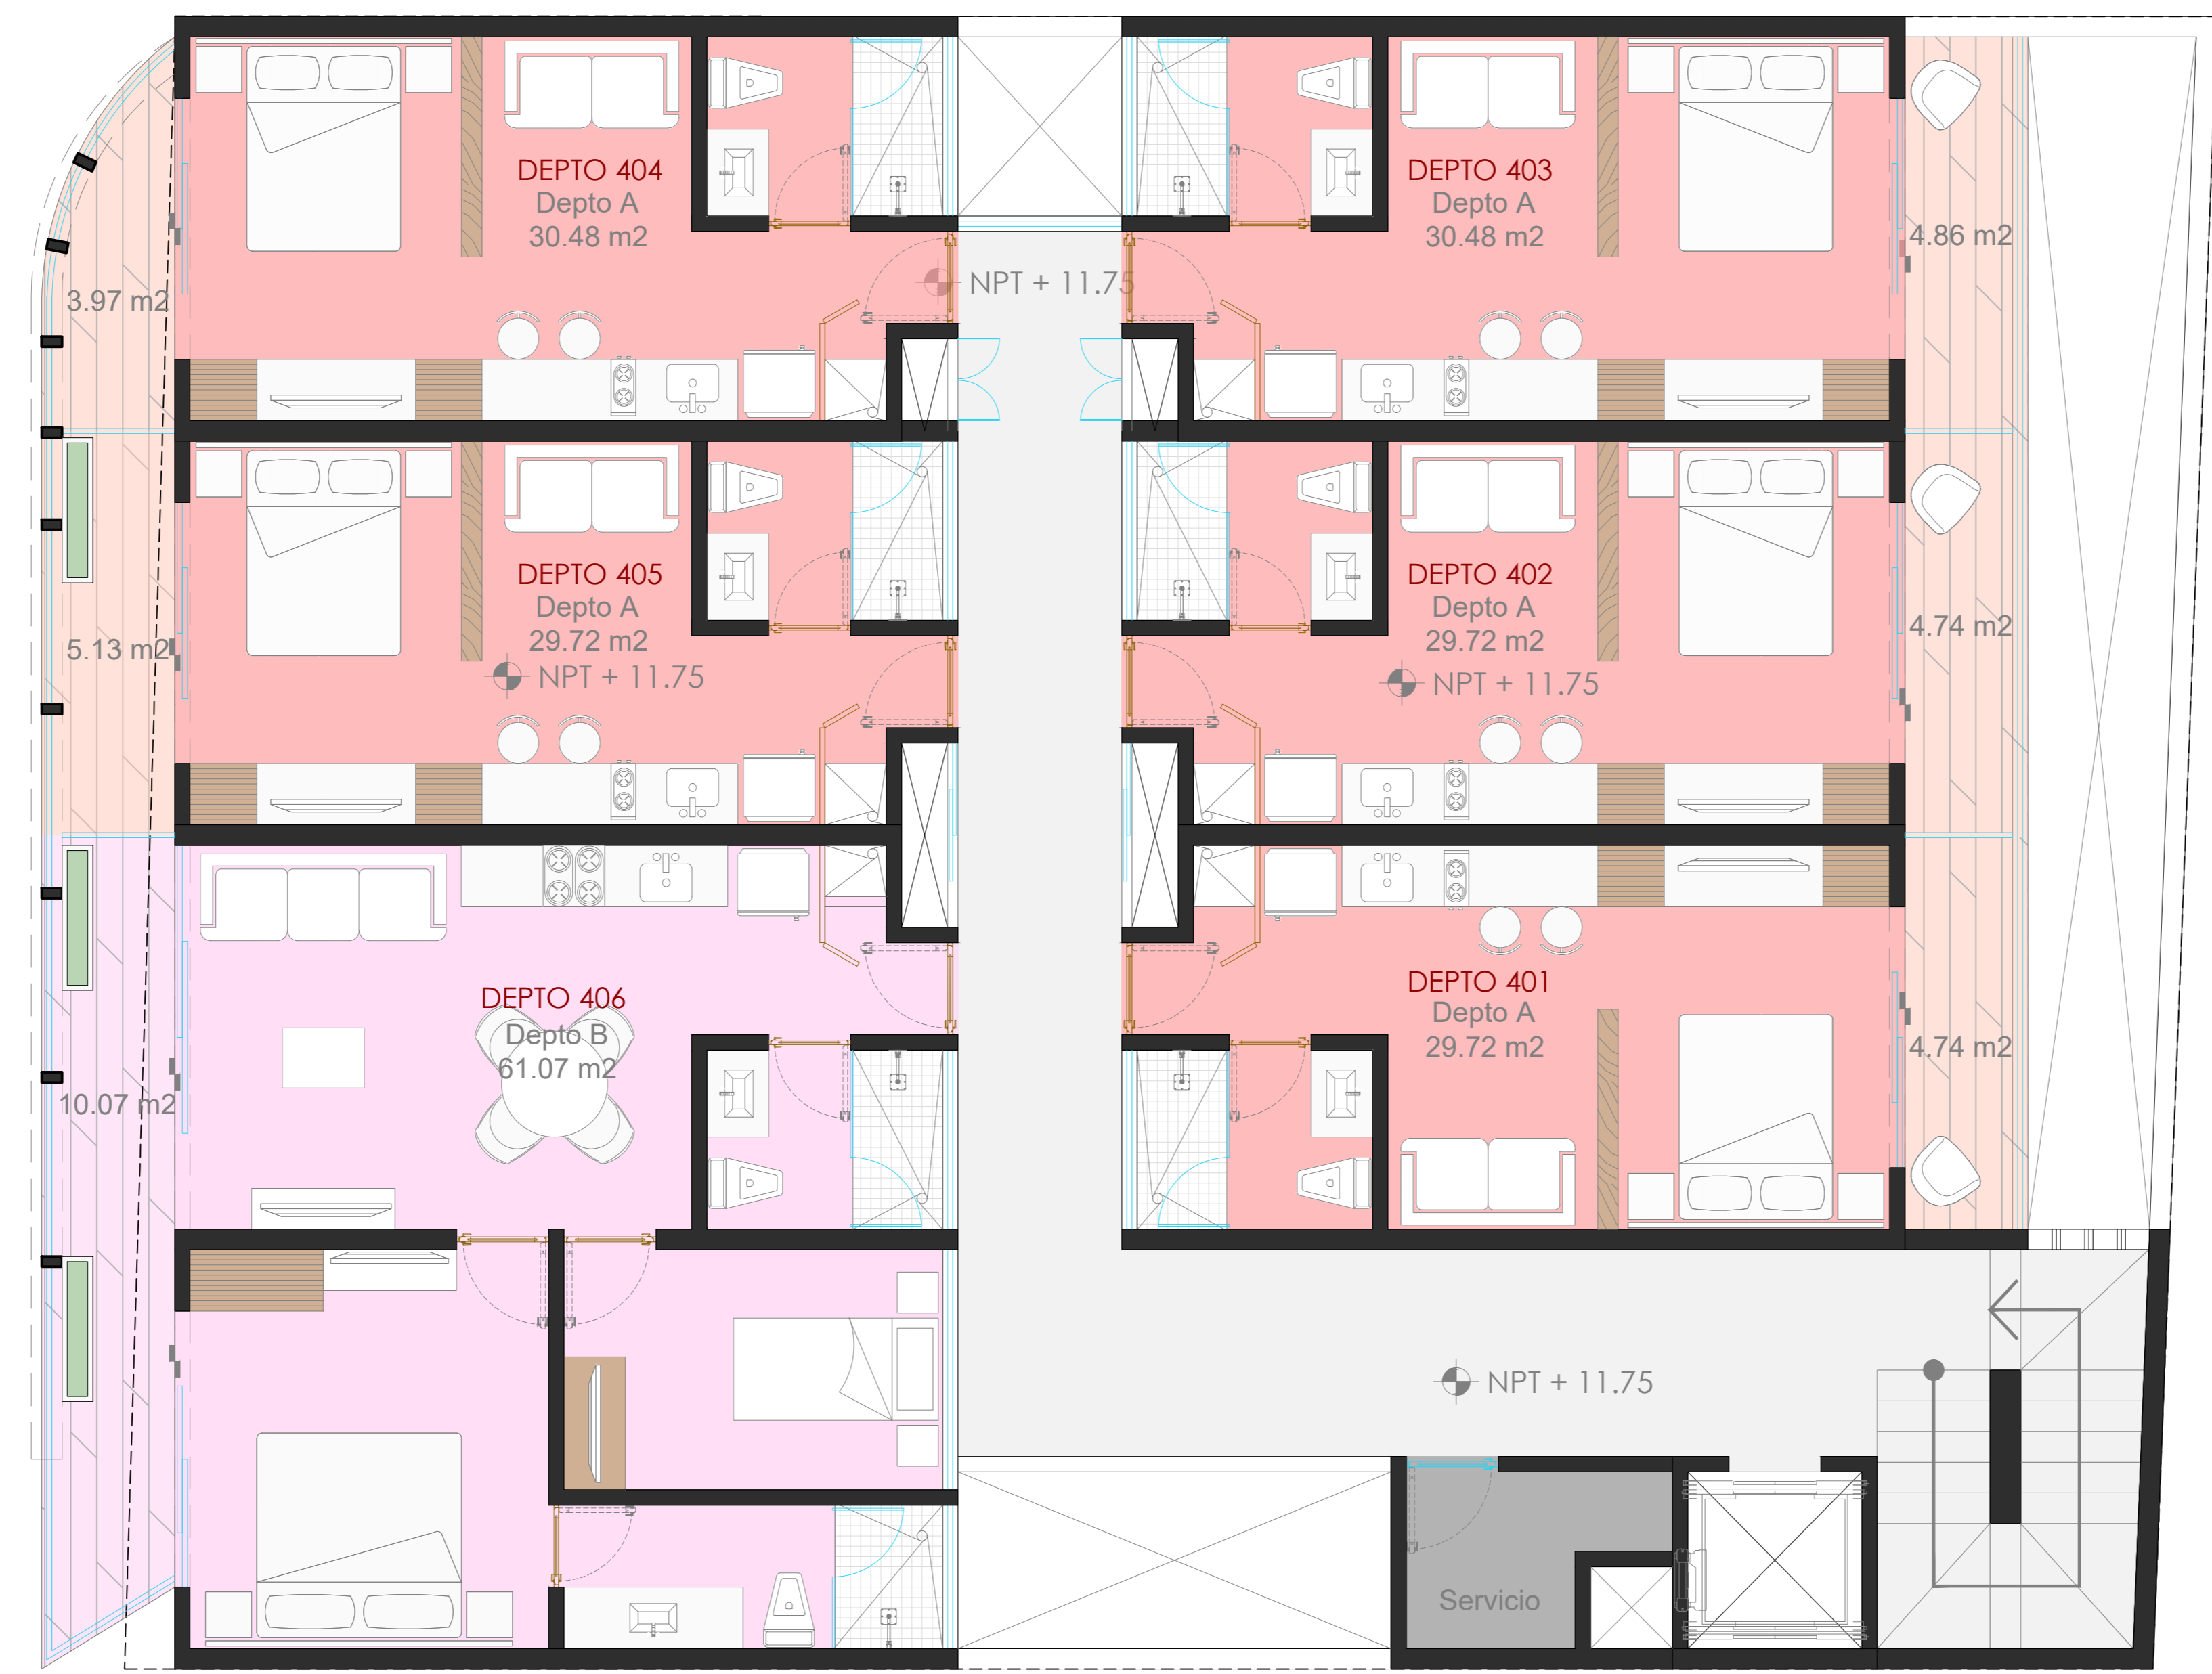 DEPTO 404
Depto A
30.48 m2
DEPTO 403
Depto A
30.48 m2
4.86 m2
3.97 m2
NPT + 11.75
DEPTO 405
Depto A
29.72 m2
NPT + 11.75
5.13 m2
DEPTO 402
Depto A
29.72 m2
NPT + 11.75
4.74 m2
DEPTO 406
Depto B
61.07 m2
10.07 m2
DEPTO 401
Depto A
29.72 m2
4.74 m2
NPT + 11.75
Servicio